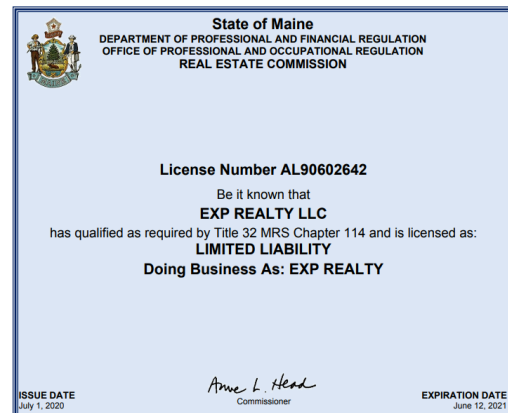 State of Maine
DEPARTMENT OF PROFESSIONAL AND FINANCIAL REGULATION
OFFICE OF PROFESSIONAL AND OCCUPATIONAL REGULATION
REAL ESTATE COMMISSION
License Number AL90602642
Be it known that
EXP REALTY LLC
has qualified as required by Title 32 MRS Chapter 114 and is licensed as:
LIMITED LIABILITY
Doing Business As: EXP REALTY
Anne L. Head
Commissioner
ISSUE DATE
July 1, 2020
EXPIRATION DATE
June 12, 2021